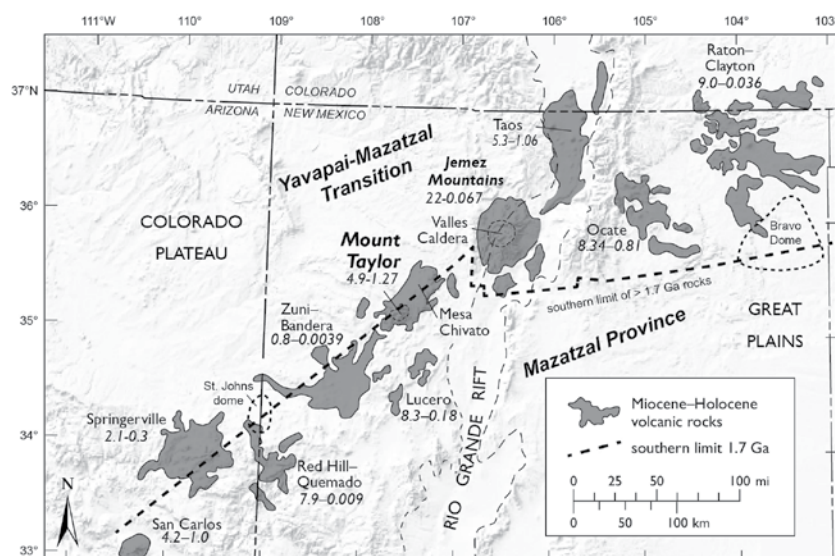 111°W
110°
109°
108°
107°
106°
105°
104°
103°
37°N
36°
35°
34°
33°
UTAH
COLORADO
ARIZONA
NEW MEXICO
Raton–
Clayton
9.0–0.036
Taos
5.3–1.06
Yavapai-Mazatzal
Transition
Jemez
Mountains
22-0.067
Valles
Caldera
COLORADO
PLATEAU
Ocate
8.34–0.81
Bravo
Dome
Mount
Taylor
4.9-1.27
southern limit of > 1.7 Ga rocks
Mesa
Chivato
Zuni-
Bandera
0.8–0.0039
GREAT
PLAINS
Mazatzal Province
St. Johns
dome
Lucero
8.3–0.18
RIO GRANDE RIFT
Springerville
2.1-0.3
Red Hill–
Quemado
7.9–0.009
San Carlos
4.2–1.0
N
Miocene–Holocene
volcanic rocks
southern limit 1.7 Ga
0 25 50 100 mi
0 50 100 km